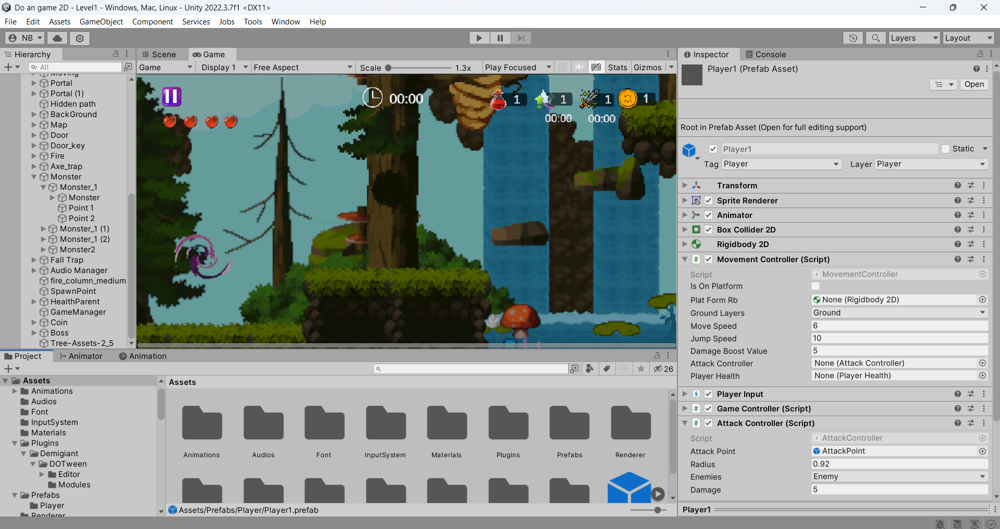 Do an game 2D - Level1 - Windows, Mac, Linux - Unity 2022.3.7f1 <DX11>
File Edit Assets GameObject Component Services Jobs Tools Window Help
NB
Layers
Layout
Hierarchy
All
Moving
Portal
Portal (1)
Hidden path
BackGround
Map
Door
Door_key
Fire
Axe_trap
Monster
Monster_1
Monster
Point 1
Point 2
Monster_1 (1)
Monster_1 (2)
Monster2
Fall Trap
Audio Manager
fire_column_medium
SpawnPoint
HealthParent
GameManager
Coin
Boss
Tree-Assets-2_5
Scene
Game
Game
Display 1
Free Aspect
Scale
1.3x
Play Focused
Stats
Gizmos
00:00
1
1
1
1
00:00
00:00
Inspector
Console
Player1 (Prefab Asset)
Open
Root in Prefab Asset (Open for full editing support)
Player1
Static
Tag Player
Layer Player
Transform
Sprite Renderer
Animator
Box Collider 2D
Rigidbody 2D
# Movement Controller (Script)
Script # MovementController
Is On Platform
Plat Form Rb None (Rigidbody 2D)
Ground Layers Ground
Move Speed 6
Jump Speed 10
Damage Boost Value 5
Attack Controller None (Attack Controller)
Player Health None (Player Health)
Player Input
# Game Controller (Script)
# Attack Controller (Script)
Script # AttackController
Attack Point AttackPoint
Radius 0.92
Enemies Enemy
Damage 5
Player1
Project
Animator
Animation
26
Assets
Animations
Audios
Font
InputSystem
Materials
Plugins
Demigiant
DOTween
Editor
Modules
Prefabs
Player
Renderer
Assets
Animations Audios Font InputSystem Materials Plugins Prefabs Renderer
Assets/Prefabs/Player/Player1.prefab